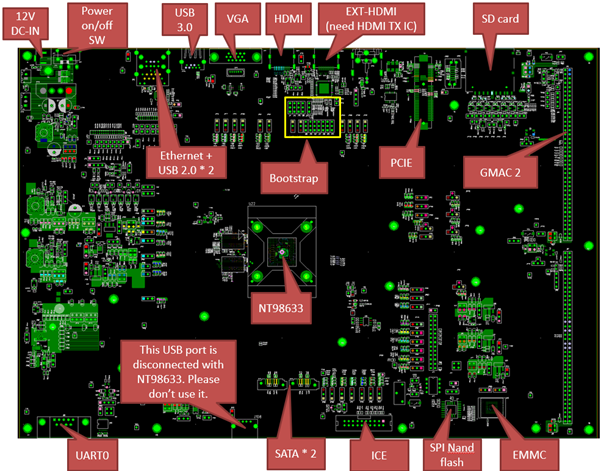 12V
DC-IN
Power
on/off
SW
USB
3.0
VGA
HDMI
EXT-HDMI
(need HDMI TX IC)
SD card
Ethernet +
USB 2.0 * 2
Bootstrap
PCIE
GMAC 2
NT98633
This USB port is
disconnected with
NT98633. Please
don't use it.
UART0
SATA * 2
ICE
SPI Nand
flash
EMMC